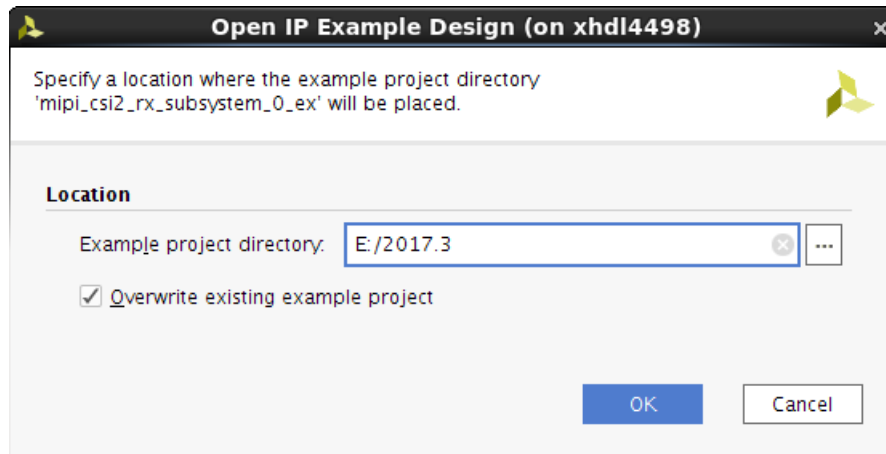 Open IP Example Design (on xhdl4498)
Specify a location where the example project directory
'mipi_csi2_rx_subsystem_0_ex' will be placed.
Location
Example project directory: E:/2017.3 ...
Overwrite existing example project
OK Cancel